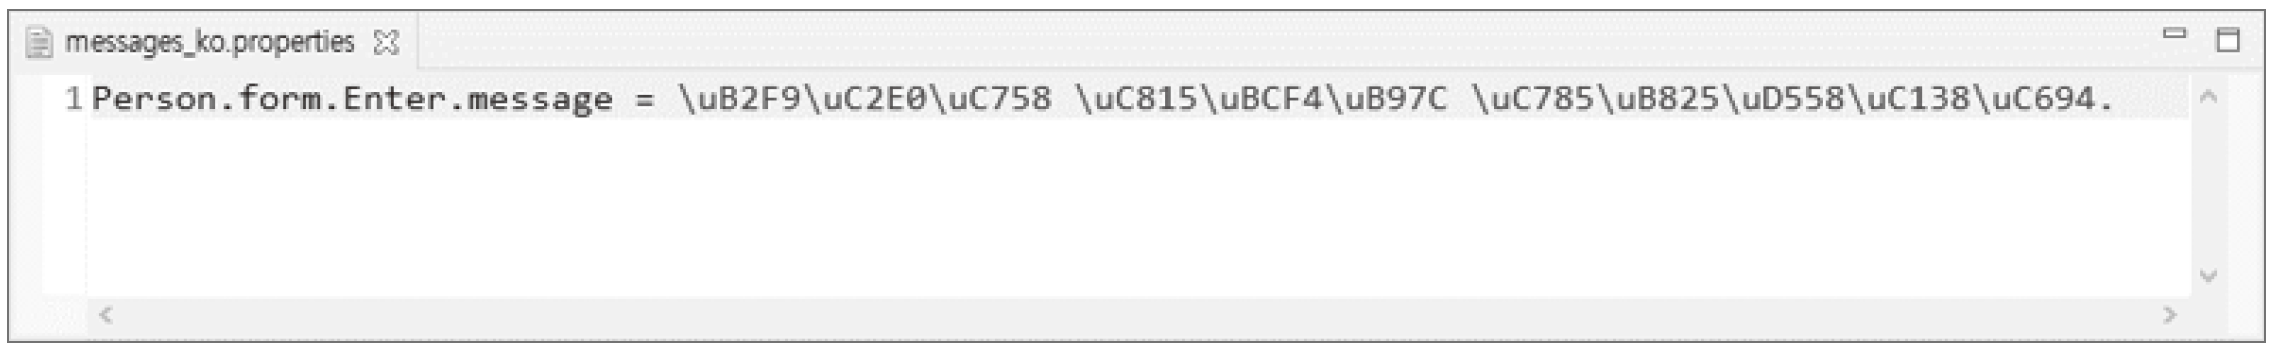 messages_ko.properties
1 Person.form.Enter.message = \uB2F9\uC2E0\uC758 \uC815\uBCF4\uB97C \uC785\uB825\uD558\uC138\uC694.